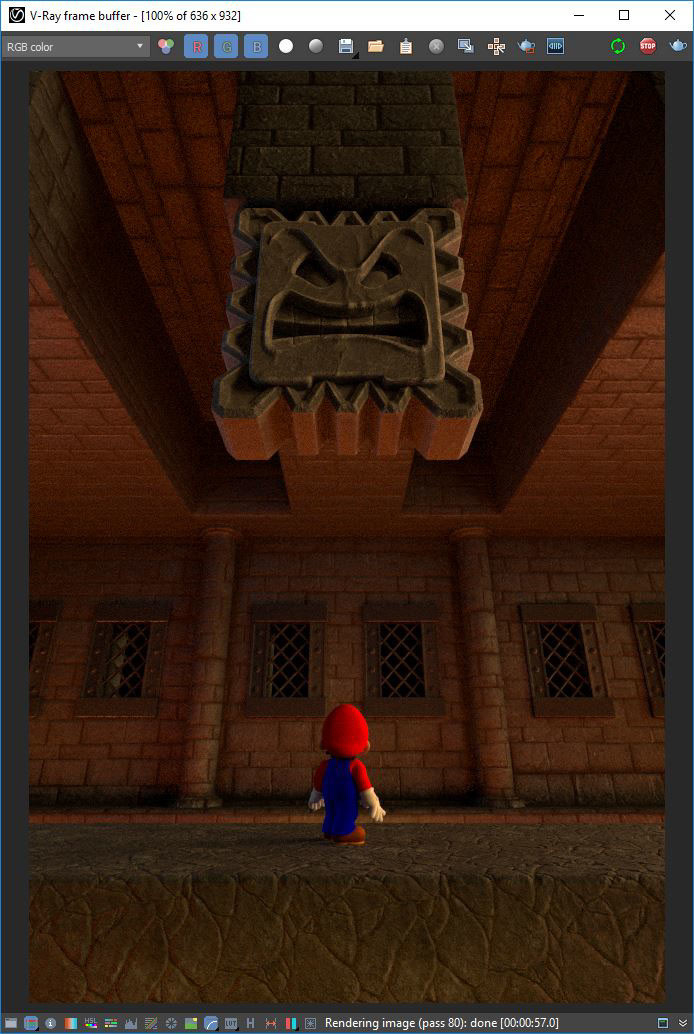 V-Ray frame buffer - [100% of 636 x 932]
RGB color
R
G
B
STOP
HSL
LUT
H
Rendering image (pass 80): done [00:00:57.0]